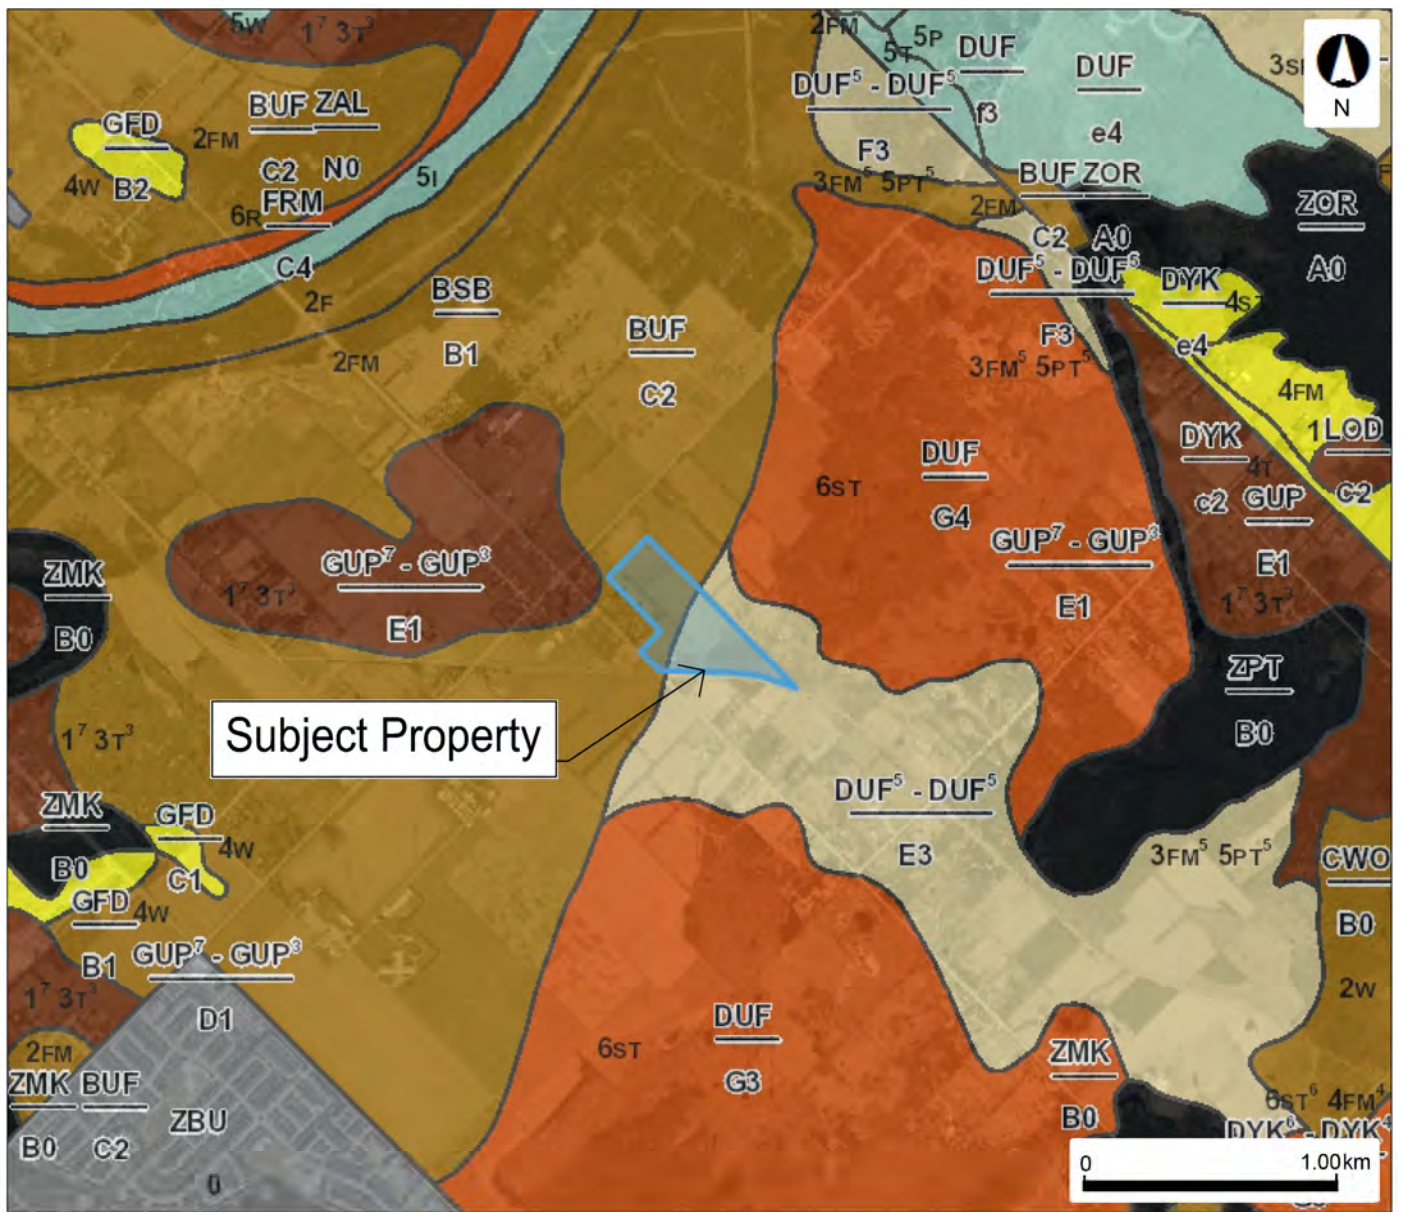 5W
1⁷ 3T³
2FM
5P
5T
DUF
DUF
3S
N
DUF⁵ - DUF⁵
GFD
BUF ZAL
2FM
f3
e4
F3
C2 N0
5I
4W
B2
3FM⁵ 5PT⁵
BUF ZOR
FRM
6R
2FM
ZOR
C4
C2
A0
DUF⁵ - DUF⁵
A0
BSB
2F
DYK
4ST
BUF
F3
B1
2FM
e4
3FM⁵ 5PT⁵
C2
4FM
DYK
1
LOD
DUF
4T
6ST
c2
GUP
C2
G4
GUP⁷ - GUP³
GUP⁷ - GUP³
ZMK
E1
1⁷ 3T³
E1
1⁷ 3T³
E1
B0
ZPT
Subject Property
B0
1⁷ 3T³
DUF⁵ - DUF⁵
ZMK
GFD
E3
3FM⁵ 5PT⁵
4W
CWO
B0
C1
GFD
4W
B0
GUP⁷ - GUP³
B1
2W
1⁷ 3T³
D1
DUF
6ST
2FM
ZMK
G3
ZMK BUF
6ST⁶ 4FM⁴
ZBU
B0
DYK⁶ - DYK⁴
B0
C2
0 1.00km
0